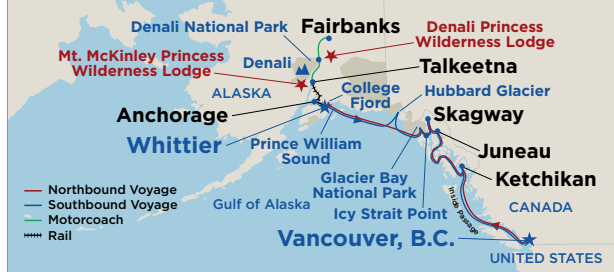 Denali National Park
Fairbanks
Denali Princess
Wilderness Lodge
Mt. McKinley Princess
Wilderness Lodge
Denali
Talkeetna
ALASKA
College
Fjord
Hubbard Glacier
Anchorage
Skagway
Whittier
Prince William
Sound
Juneau
Glacier Bay
National Park
Ketchikan
Northbound Voyage
Southbound Voyage
Motorcoach
Rail
Gulf of Alaska
Icy Strait Point
Inside Passage
CANADA
Vancouver, B.C.
UNITED STATES